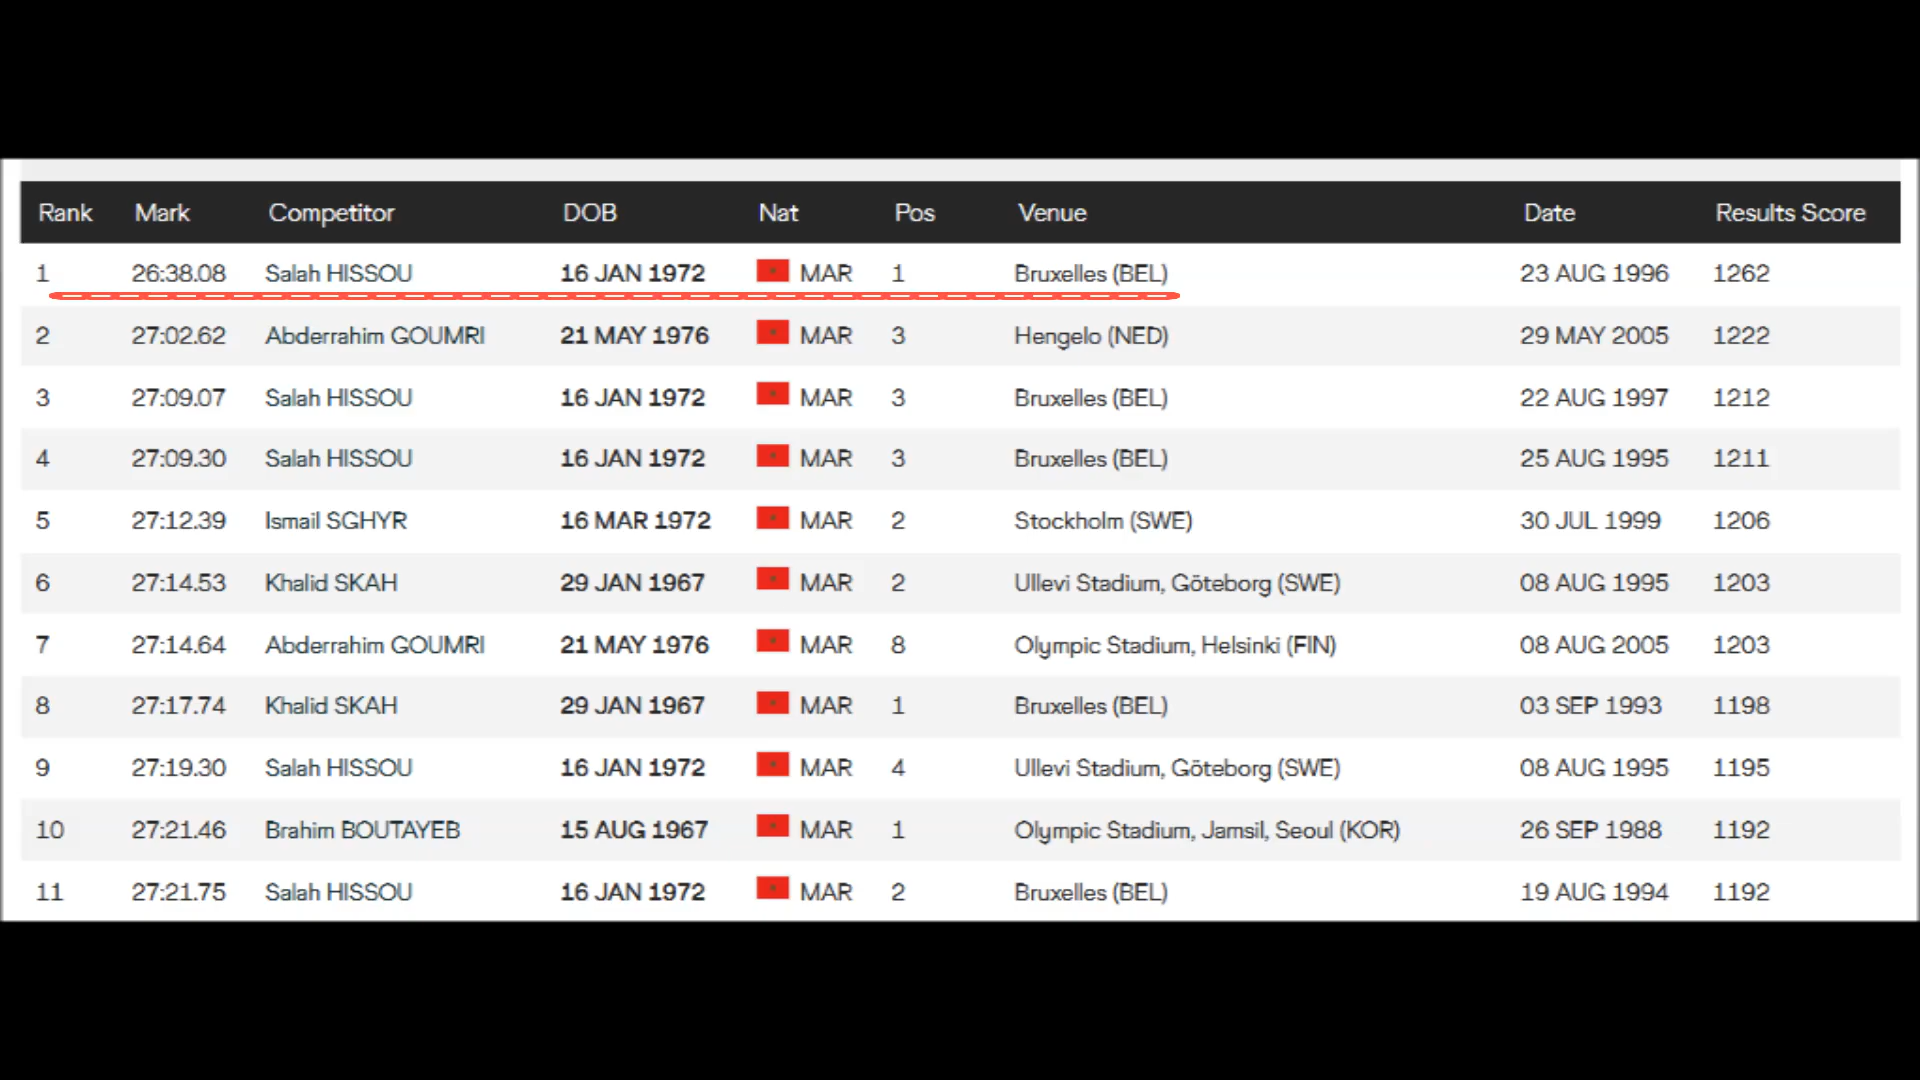 Rank Mark Competitor DOB Nat Pos Venue Date Results Score
1 26:38.08 Salah HISSOU 16 JAN 1972 MAR 1 Bruxelles (BEL) 23 AUG 1996 1262
2 27:02.62 Abderrahim GOUMRI 21 MAY 1976 MAR 3 Hengelo (NED) 29 MAY 2005 1222
3 27:09.07 Salah HISSOU 16 JAN 1972 MAR 3 Bruxelles (BEL) 22 AUG 1997 1212
4 27:09.30 Salah HISSOU 16 JAN 1972 MAR 3 Bruxelles (BEL) 25 AUG 1995 1211
5 27:12.39 Ismail SGHYR 16 MAR 1972 MAR 2 Stockholm (SWE) 30 JUL 1999 1206
6 27:14.53 Khalid SKAH 29 JAN 1967 MAR 2 Ullevi Stadium, Göteborg (SWE) 08 AUG 1995 1203
7 27:14.64 Abderrahim GOUMRI 21 MAY 1976 MAR 8 Olympic Stadium, Helsinki (FIN) 08 AUG 2005 1203
8 27:17.74 Khalid SKAH 29 JAN 1967 MAR 1 Bruxelles (BEL) 03 SEP 1993 1198
9 27:19.30 Salah HISSOU 16 JAN 1972 MAR 4 Ullevi Stadium, Göteborg (SWE) 08 AUG 1995 1195
10 27:21.46 Brahim BOUTAYEB 15 AUG 1967 MAR 1 Olympic Stadium, Jamsil, Seoul (KOR) 26 SEP 1988 1192
11 27:21.75 Salah HISSOU 16 JAN 1972 MAR 2 Bruxelles (BEL) 19 AUG 1994 1192